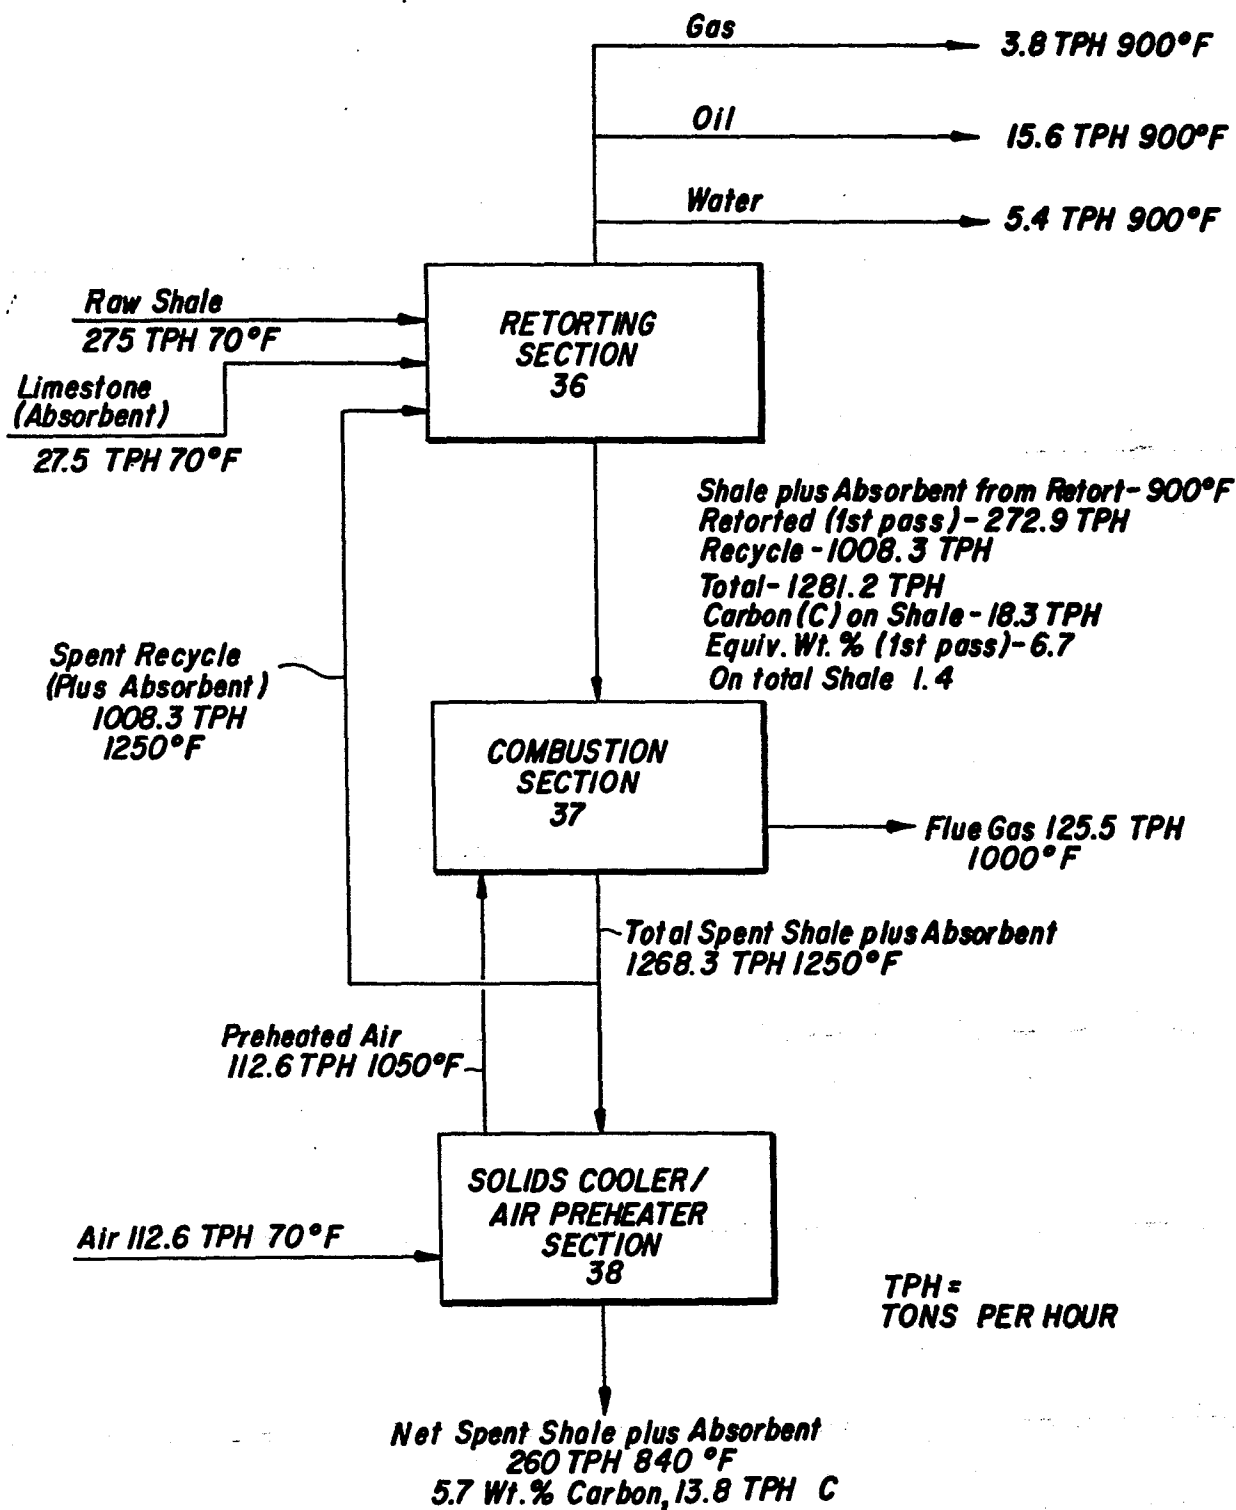 Gas
3.8 TPH 900°F
Oil
15.6 TPH 900°F
Water
5.4 TPH 900°F
Raw Shale
275 TPH 70°F
Limestone
(Absorbent)
27.5 TPH 70°F
RETORTING
SECTION
36
Shale plus Absorbent from Retort-900°F
Retorted (1st pass)-272.9 TPH
Recycle-1008.3 TPH
Total-1281.2 TPH
Carbon(C) on Shale-18.3 TPH
Equiv. Wt. % (1st pass)-6.7
On total Shale 1.4
Spent Recycle
(Plus Absorbent)
1008.3 TPH
1250°F
COMBUSTION
SECTION
37
Flue Gas 125.5 TPH
1000°F
Total Spent Shale plus Absorbent
1268.3 TPH 1250°F
Preheated Air
112.6 TPH 1050°F
SOLIDS COOLER/
AIR PREHEATER
SECTION
38
Air 112.6 TPH 70°F
TPH =
TONS PER HOUR
Net Spent Shale plus Absorbent
260 TPH 840 °F
5.7 Wt.% Carbon, 13.8 TPH C